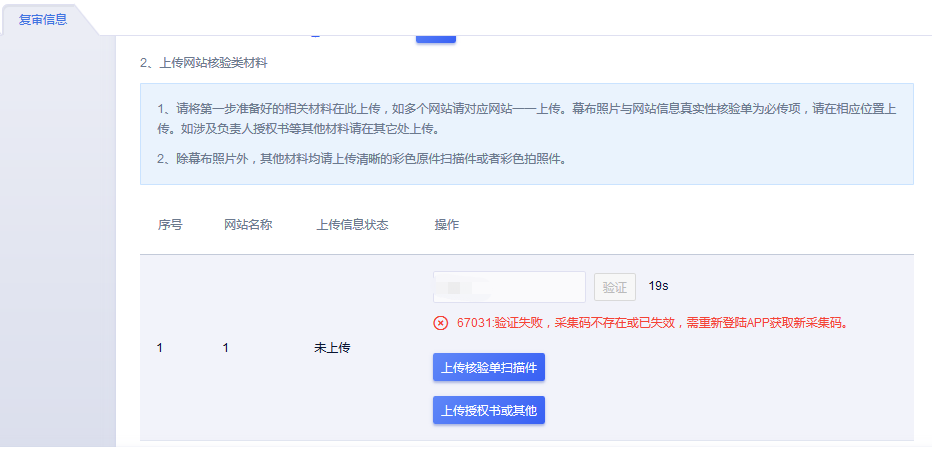 复审信息
2、上传网站核验类材料
1、请将第一步准备好的相关材料在此上传，如多个网站请对应网站一一上传。幕布照片与网站信息真实性核验单为必传项，请在相应位置上
传。如涉及负责人授权书等其他材料请在其它处上传。
2、除幕布照片外，其他材料均请上传清晰的彩色原件扫描件或者彩色拍照件。
序号 网站名称 上传信息状态 操作
验证 19s
67031:验证失败，采集码不存在或已失效，需重新登陆APP获取新采集码。
1 1 未上传
上传核验单扫描件
上传授权书或其他